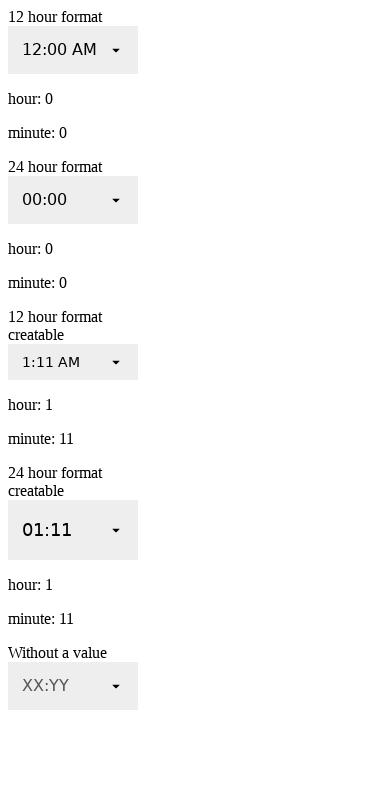 12 hour format
12:00 AM
hour: 0
minute: 0
24 hour format
00:00
hour: 0
minute: 0
12 hour format
creatable
1:11 AM
hour: 1
minute: 11
24 hour format
creatable
01:11
hour: 1
minute: 11
Without a value
XX:YY